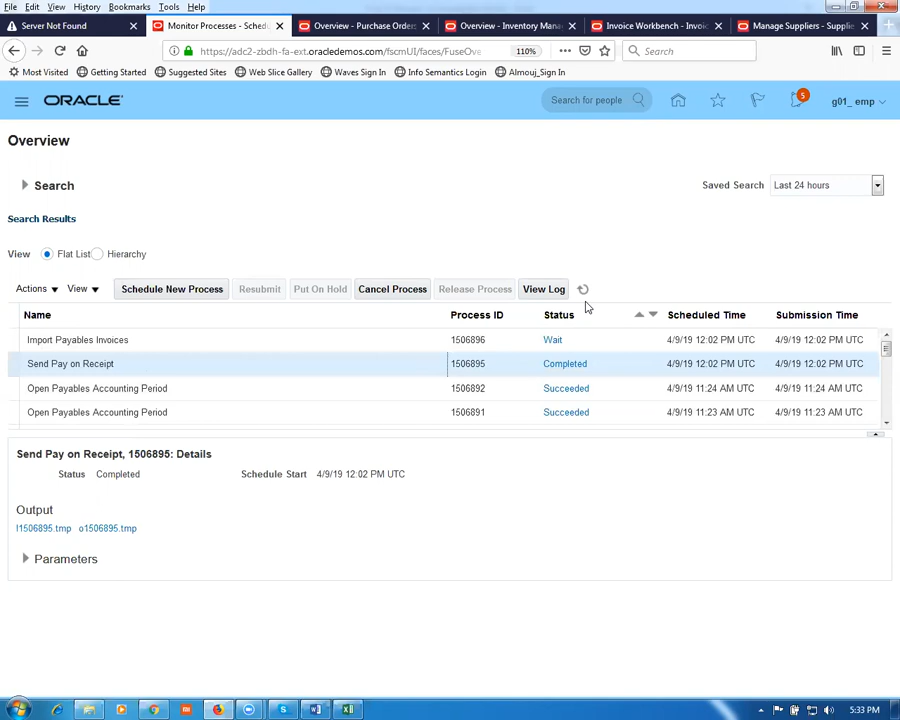 File Edit View History Bookmarks Tools Help
Server Not Found
Monitor Processes - Schedu
Overview - Purchase Orders
Overview - Inventory Mana
Invoice Workbench - Invoic
Manage Suppliers - Supplie
https://adc2-zbdh-fa-ext.oracledemos.com/fscmUI/faces/FuseOve 110% Search
Most Visited Getting Started Suggested Sites Web Slice Gallery Waves Sign In Info Semantics Login Almouj_Sign In
ORACLE Search for people 5 g01_ emp
Overview
Search Saved Search Last 24 hours
Search Results
View Flat List Hierarchy
Actions View Schedule New Process Resubmit Put On Hold Cancel Process Release Process View Log
Name Process ID Status Scheduled Time Submission Time
Import Payables Invoices 1506896 Wait 4/9/19 12:02 PM UTC 4/9/19 12:02 PM UTC
Send Pay on Receipt 1506895 Completed 4/9/19 12:02 PM UTC 4/9/19 12:02 PM UTC
Open Payables Accounting Period 1506892 Succeeded 4/9/19 11:24 AM UTC 4/9/19 11:24 AM UTC
Open Payables Accounting Period 1506891 Succeeded 4/9/19 11:23 AM UTC 4/9/19 11:23 AM UTC
Send Pay on Receipt, 1506895: Details
Status Completed Schedule Start 4/9/19 12:02 PM UTC
Output
l1506895.tmp o1506895.tmp
Parameters
5:33 PM